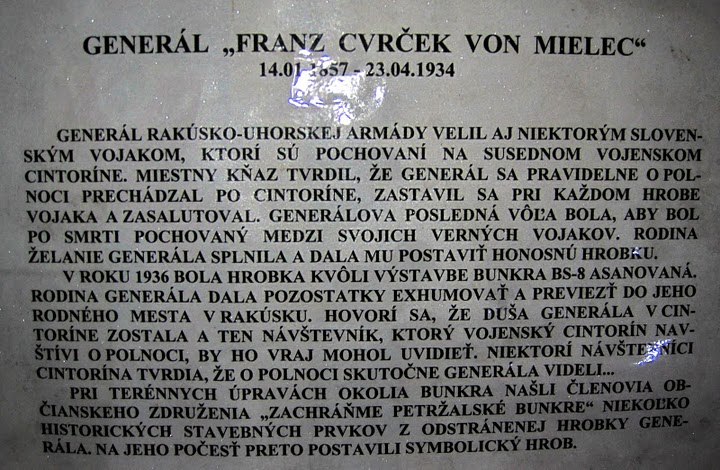 GENERÁL „FRANZ CVRČEK VON MIELEC“
14.01.1857 - 23.04.1934
GENERÁL RAKÚSKO-UHORSKEJ ARMÁDY VELIL AJ NIEKTORÝM SLOVEN-
SKÝM VOJAKOM, KTORÍ SÚ POCHOVANÍ NA SUSEDNOM VOJENSKOM
CINTORÍNE. MIESTNY KŇAZ TVRDIL, ŽE GENERÁL SA PRAVIDELNE O POL-
NOCI PRECHÁDZAL PO CINTORÍNE, ZASTAVIL SA PRI KAŽDOM HROBE
VOJAKA A ZASALUTOVAL. GENERÁLOVA POSLEDNÁ VÔĽA BOLA, ABY BOL
PO SMRTI POCHOVANÝ MEDZI SVOJICH VERNÝCH VOJAKOV. RODINA
ŽELANIE GENERÁLA SPLNILA A DALA MU POSTAVIŤ HONOSNÚ HROBKU.
V ROKU 1936 BOLA HROBKA KVÔLI VÝSTAVBE BUNKRA BS-8 ASANOVANÁ.
RODINA GENERÁLA DALA POZOSTATKY EXHUMOVAŤ A PREVIEZŤ DO JEHO
RODNÉHO MESTA V RAKÚSKU. HOVORÍ SA, ŽE DUŠA GENERÁLA V CIN-
TORÍNE ZOSTALA A TEN NÁVŠTEVNÍK, KTORÝ VOJENSKÝ CINTORÍN NAV-
ŠTÍVI O POLNOCI, BY HO VRAJ MOHOL UVIDIEŤ. NIEKTORÍ NÁVŠTEVNÍCI
CINTORÍNA TVRDIA, ŽE O POLNOCI SKUTOČNE GENERÁLA VIDELI...
PRI TERÉNNYCH ÚPRAVÁCH OKOLIA BUNKRA NAŠLI ČLENOVIA OB-
ČIANSKEHO ZDRUŽENIA „ZACHRÁŇME PETRŽALSKÉ BUNKRE“ NIEKOĽKO
HISTORICKÝCH STAVEBNÝCH PRVKOV Z ODSTRÁNENEJ HROBKY GENE-
RÁLA. NA JEHO POČESŤ PRETO POSTAVILI SYMBOLICKÝ HROB.